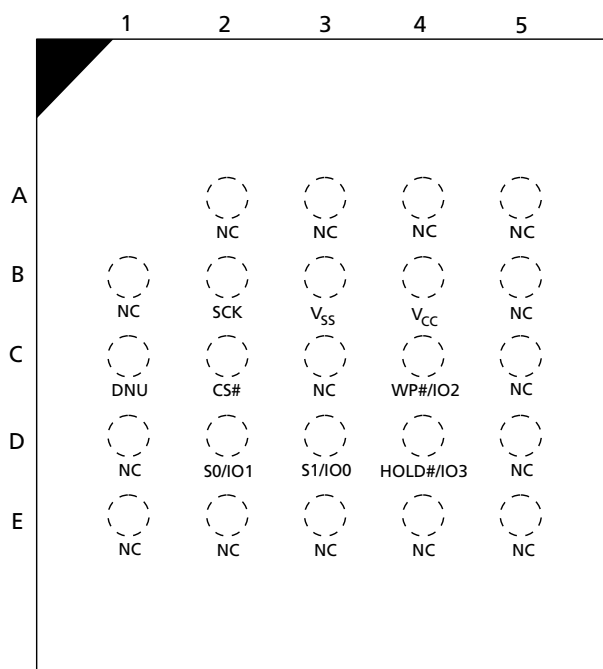 1 2 3 4 5
A
NC NC NC NC
B
NC SCK VSS VCC NC
C
DNU CS# NC WP#/IO2 NC
D
NC S0/IO1 S1/IO0 HOLD#/IO3 NC
E
NC NC NC NC NC